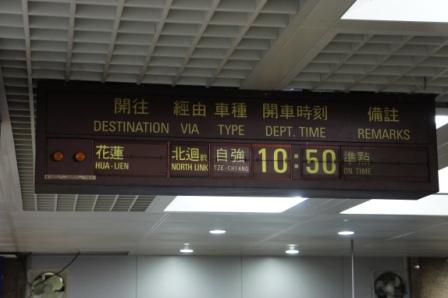 開往 經由 車種 開車時刻 備註
DESTINATION VIA TYPE DEPT. TIME REMARKS
花蓮 北迴線 自強 10:50 準點
HUA-LIEN NORTH LINK TZE-CHIANG ON TIME